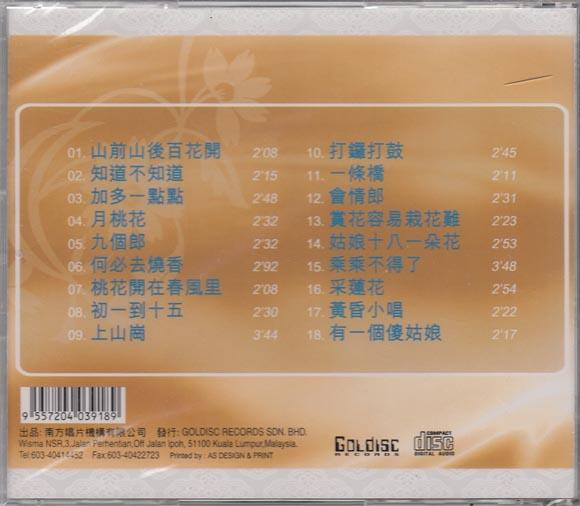 01. 山前山後百花開 2'08
02. 知道不知道 2'15
03. 加多一點點 2'48
04. 月桃花 2'32
05. 九個郎 2'32
06. 何必去燒香 2'92
07. 桃花開在春風里 2'08
08. 初一到十五 2'30
09. 上山崗 3'44
10. 打鑼打鼓 2'45
11. 一條橋 2'11
12. 會情郎 2'31
13. 賞花容易栽花難 2'23
14. 姑娘十八一朵花 2'53
15. 乘乘不得了 3'48
16. 采蓮花 2'54
17. 黃昏小唱 2'22
18. 有一個傻姑娘 2'17
9 557204 039189
出品: 南方唱片機構有限公司 發行: GOLDISC RECORDS SDN. BHD.
Wisma NSR,3,Jalan Perhentian,Off Jalan Ipoh, 51100 Kuala Lumpur,Malaysia.
Tel:603-40414452 Fax:603-40422723 Printed by : AS DESIGN & PRINT
GOLDISC
RECORDS
COMPACT
disc
DIGITAL AUDIO